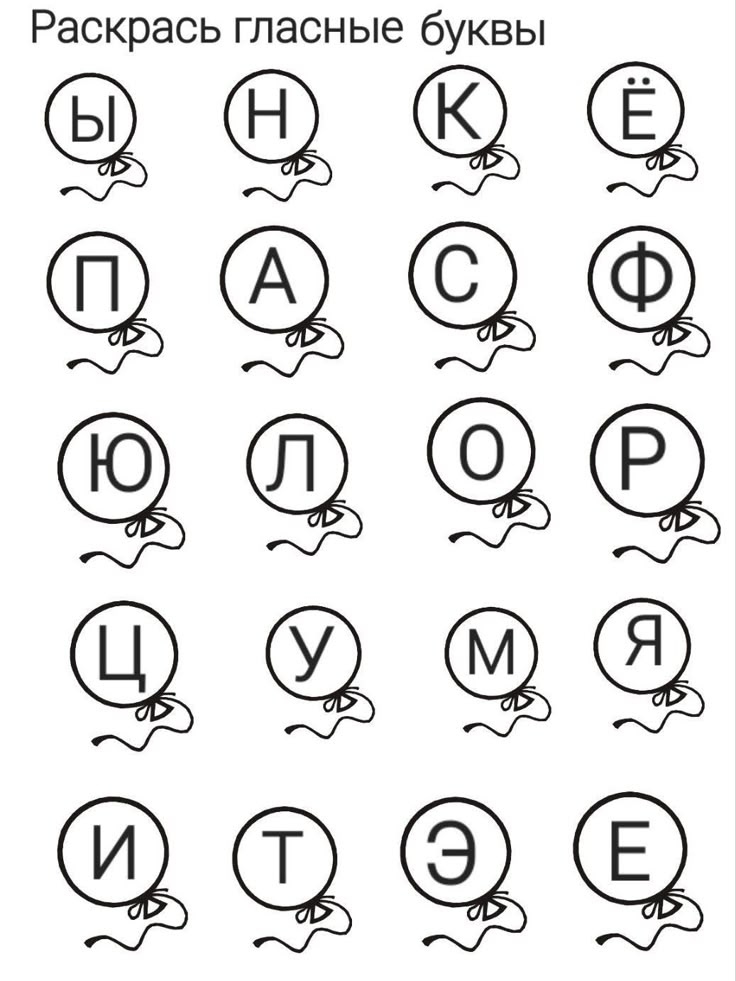 Раскрась гласные буквы
Ы Н К Ё
П А С Ф
Ю Л О Р
Ц У М Я
И Т Э Е